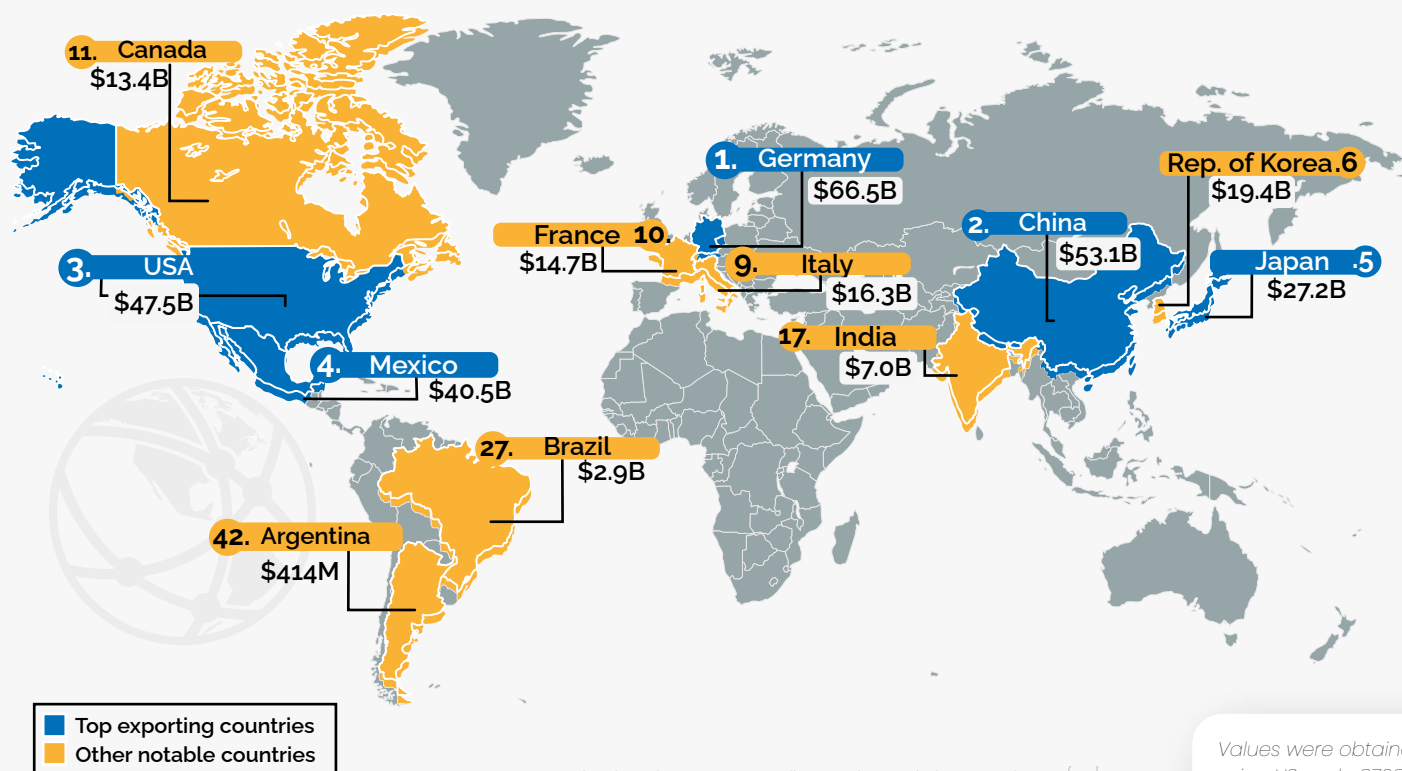 11. Canada
$13.4B
1. Germany
$66.5B
Rep. of Korea.6
$19.4B
2. China
$53.1B
France 10.
$14.7B
3. USA
$47.5B
9. Italy
$16.3B
Japan .5
$27.2B
17. India
$7.0B
4. Mexico
$40.5B
27. Brazil
$2.9B
42. Argentina
$414M
Top exporting countries
Other notable countries
Values were obtaine